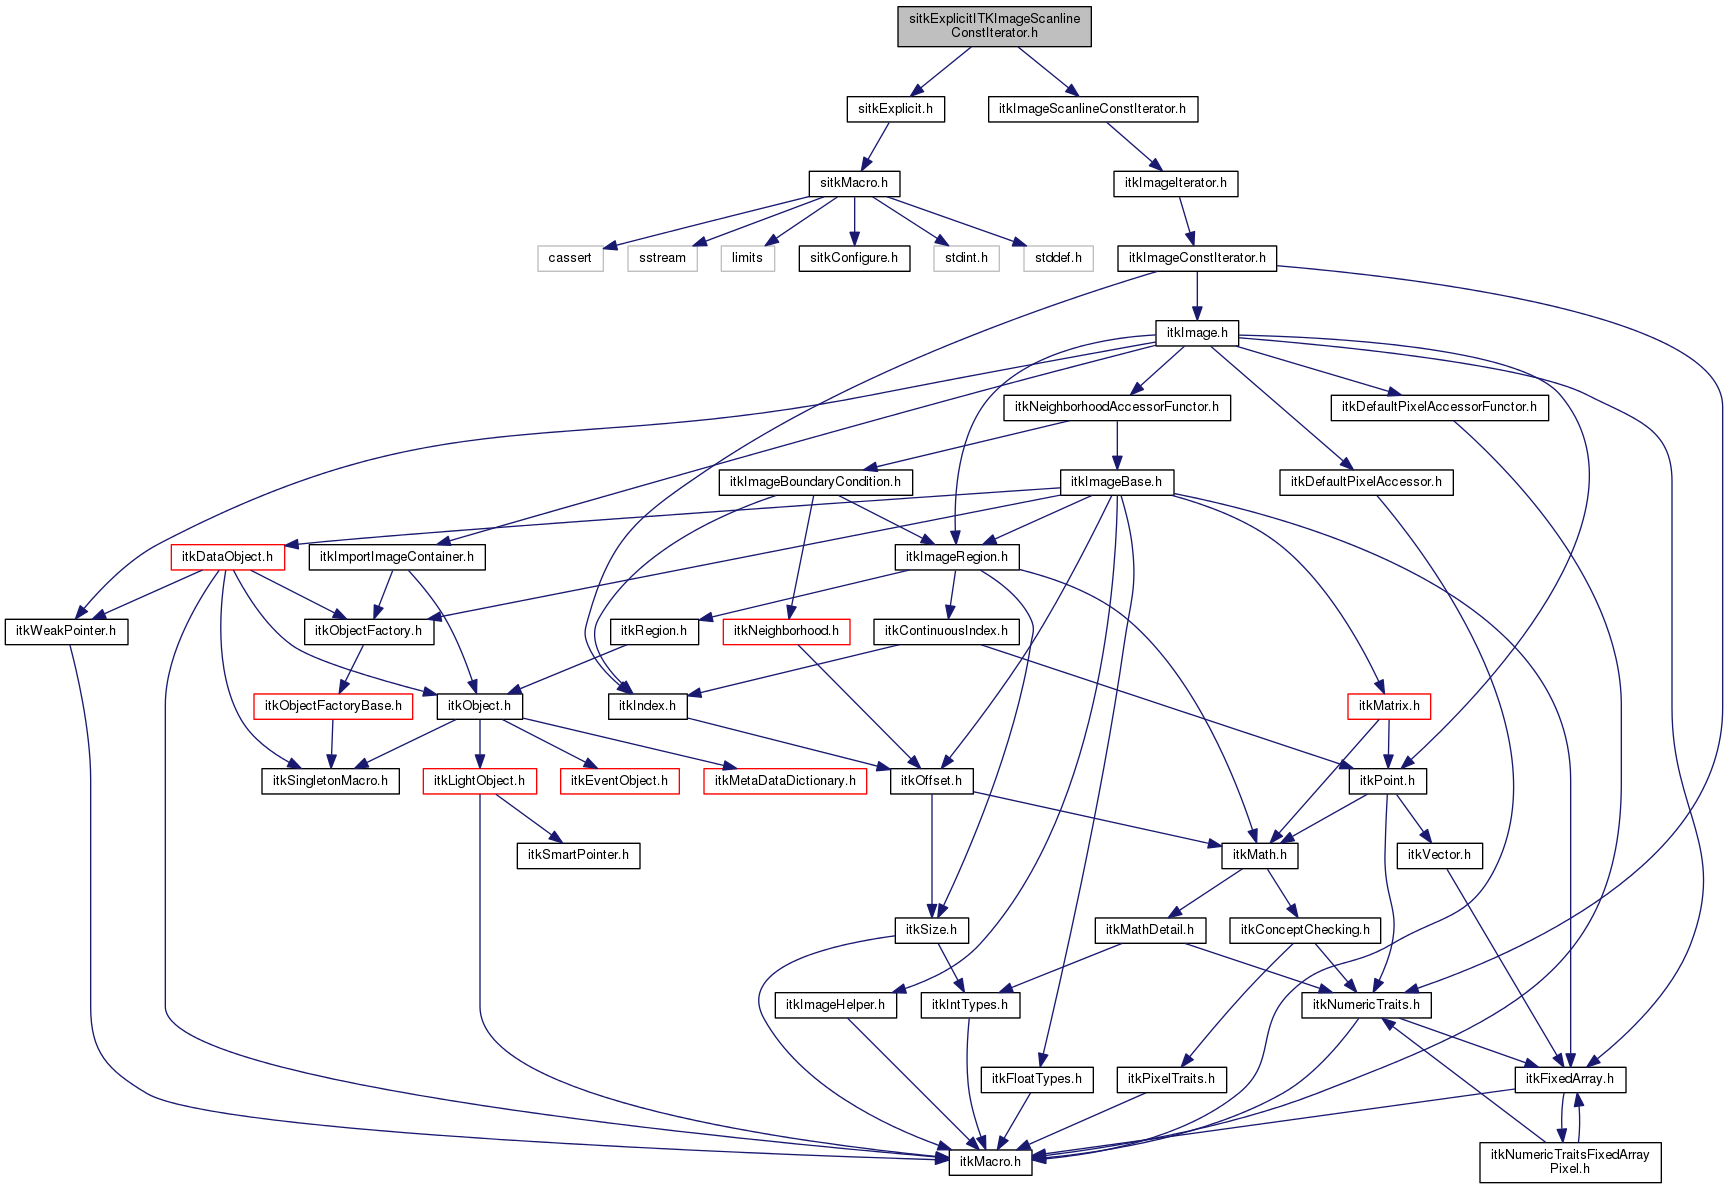 sitkExplicitITKImageScanline
ConstIterator.h
sitkExplicit.h
itkImageScanlineConstIterator.h
sitkMacro.h
itkImageIterator.h
cassert
sstream
limits
sitkConfigure.h
stdint.h
stddef.h
itkImageConstIterator.h
itkImage.h
itkNeighborhoodAccessorFunctor.h
itkDefaultPixelAccessorFunctor.h
itkImageBoundaryCondition.h
itkImageBase.h
itkDefaultPixelAccessor.h
itkDataObject.h
itkImportImageContainer.h
itkImageRegion.h
itkWeakPointer.h
itkObjectFactory.h
itkRegion.h
itkNeighborhood.h
itkContinuousIndex.h
itkObjectFactoryBase.h
itkObject.h
itkIndex.h
itkMatrix.h
itkSingletonMacro.h
itkLightObject.h
itkEventObject.h
itkMetaDataDictionary.h
itkOffset.h
itkPoint.h
itkSmartPointer.h
itkMath.h
itkVector.h
itkSize.h
itkMathDetail.h
itkConceptChecking.h
itkImageHelper.h
itkIntTypes.h
itkNumericTraits.h
itkFloatTypes.h
itkPixelTraits.h
itkFixedArray.h
itkMacro.h
itkNumericTraitsFixedArray
Pixel.h